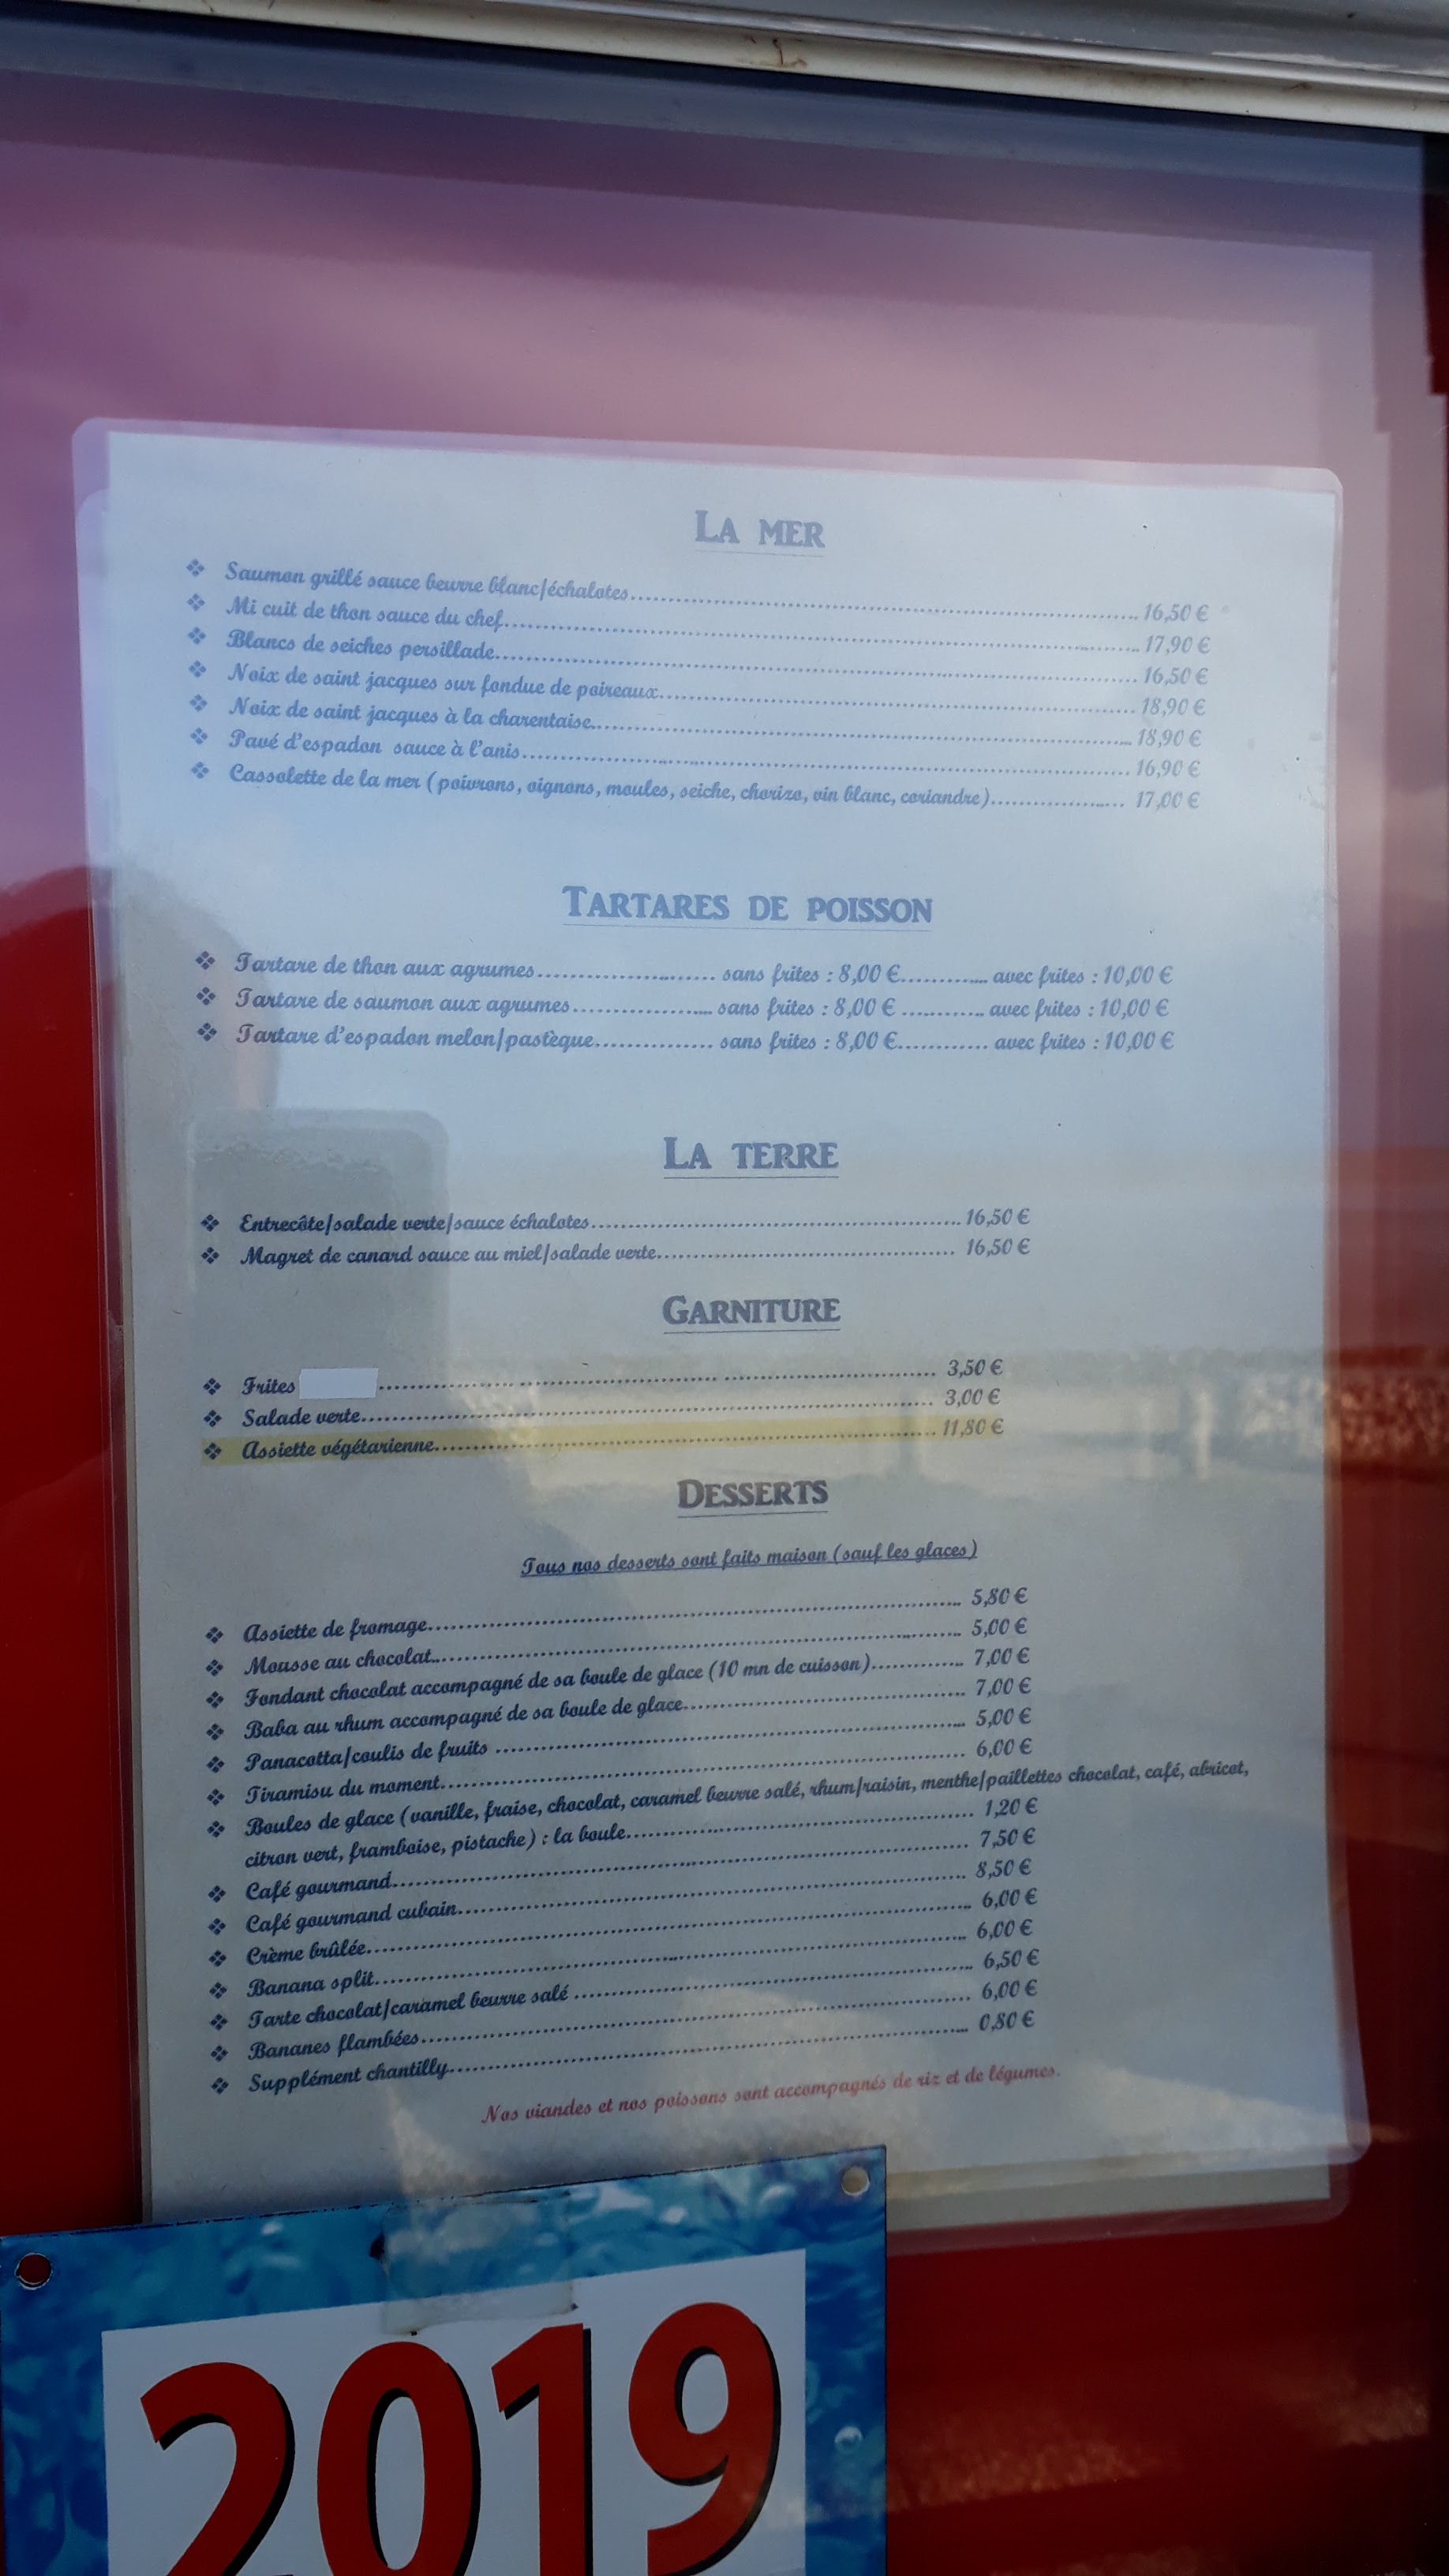 LA MER
❖ Saumon grillé sauce beurre blanc/échalotes.......... 16,50 €
❖ Mi cuit de thon sauce du chef.......... 17,90 €
❖ Blancs de seiches persillade.......... 16,50 €
❖ Noix de saint jacques sur fondue de poireaux.......... 18,90 €
❖ Noix de saint jacques à la charentaise.......... 18,90 €
❖ Pavé d'espadon sauce à l'anis.......... 16,90 €
❖ Cassolette de la mer (poivrons, oignons, moules, seiche, chorizo, vin blanc, coriandre).......... 17,00 €
TARTARES DE POISSON
❖ Tartare de thon aux agrumes.......... sans frites : 8,00 €.......... avec frites : 10,00 €
❖ Tartare de saumon aux agrumes.......... sans frites : 8,00 € .......... avec frites : 10,00 €
❖ Tartare d'espadon melon/pastèque.......... sans frites : 8,00 €.......... avec frites : 10,00 €
LA TERRE
❖ Entrecôte/salade verte/sauce échalotes.......... 16,50 €
❖ Magret de canard sauce au miel/salade verte.......... 16,50 €
GARNITURE
❖ Frites .......... 3,50 €
❖ Salade verte.......... 3,00 €
❖ Assiette végétarienne.......... 11,80 €
DESSERTS
Tous nos desserts sont faits maison (sauf les glaces)
❖ Assiette de fromage.......... 5,80 €
❖ Mousse au chocolat.......... 5,00 €
❖ Fondant chocolat accompagné de sa boule de glace (10 mn de cuisson).......... 7,00 €
❖ Baba au rhum accompagné de sa boule de glace.......... 7,00 €
❖ Panacotta/coulis de fruits .......... 5,00 €
❖ Tiramisu du moment.......... 6,00 €
❖ Boules de glace (vanille, fraise, chocolat, caramel beurre salé, rhum/raisin, menthe/paillettes chocolat, café, abricot,
citron vert, framboise, pistache) : la boule.......... 1,20 €
❖ Café gourmand.......... 7,50 €
❖ Café gourmand cubain.......... 8,50 €
❖ Crème brûlée.......... 6,00 €
❖ Banana split.......... 6,00 €
❖ Tarte chocolat/caramel beurre salé .......... 6,50 €
❖ Bananes flambées.......... 6,00 €
❖ Supplément chantilly.......... 0,80 €
Nos viandes et nos poissons sont accompagnés de riz et de légumes.
2019